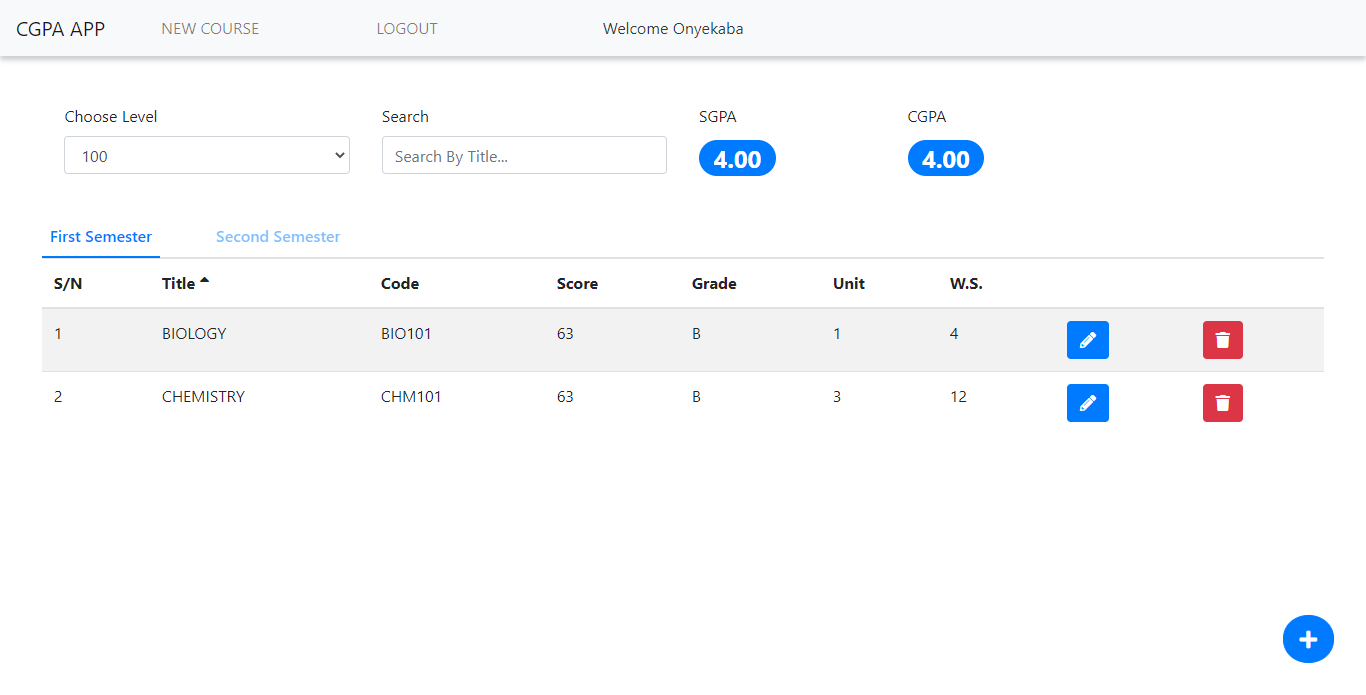 CGPA APP NEW COURSE LOGOUT Welcome Onyekaba
Choose Level Search SGPA CGPA
100 Search By Title... 4.00 4.00
First Semester Second Semester
S/N Title Code Score Grade Unit W.S.
1 BIOLOGY BIO101 63 B 1 4
2 CHEMISTRY CHM101 63 B 3 12